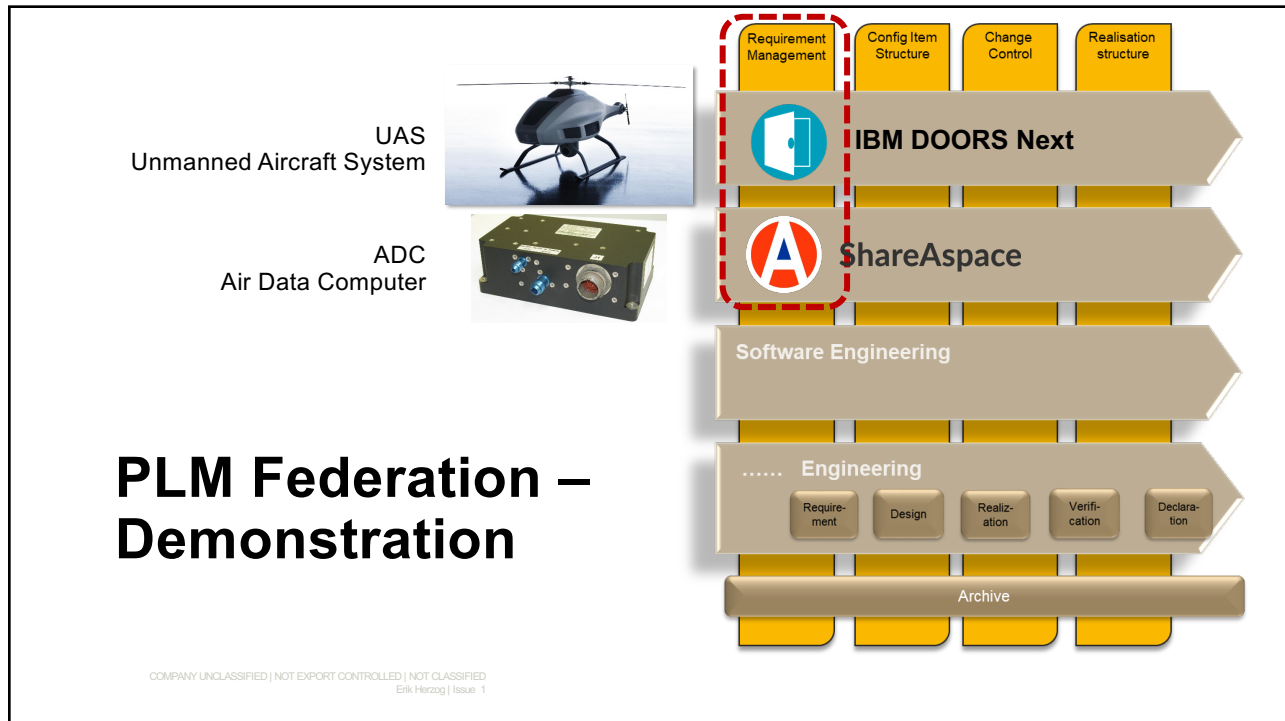 Requirement
Management
Config Item
Structure
Change
Control
Realisation
structure
UAS
Unmanned Aircraft System
IBM DOORS Next
ADC
Air Data Computer
ShareAspace
Software Engineering
...... Engineering
Require-
ment
Design
Realiz-
ation
Verifi-
cation
Declara-
tion
Archive
PLM Federation –
Demonstration
COMPANY UNCLASSIFIED | NOT EXPORT CONTROLLED | NOT CLASSIFIED
Erik Herzog | Issue 1